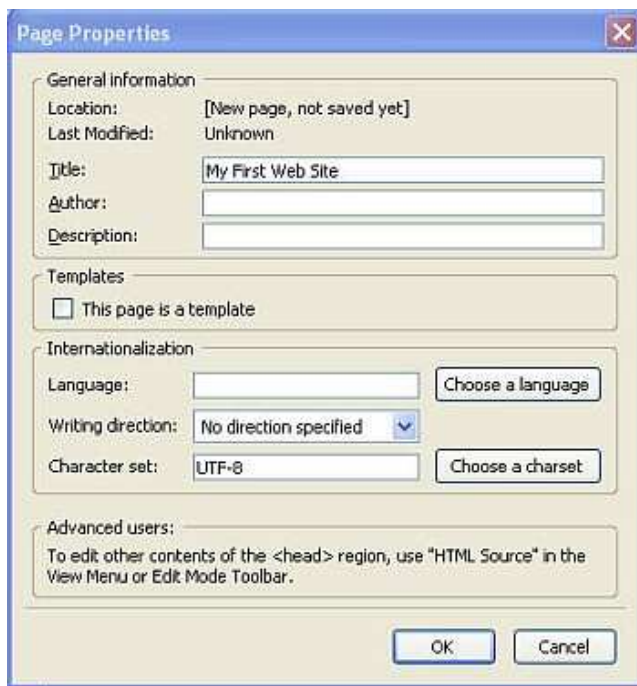 Page Properties
General information
Location: [New page, not saved yet]
Last Modified: Unknown
Title: My First Web Site
Author:
Description:
Templates
This page is a template
Internationalization
Language: Choose a language
Writing direction: No direction specified
Character set: UTF-8 Choose a charset
Advanced users:
To edit other contents of the <head> region, use "HTML Source" in the
View Menu or Edit Mode Toolbar.
OK Cancel